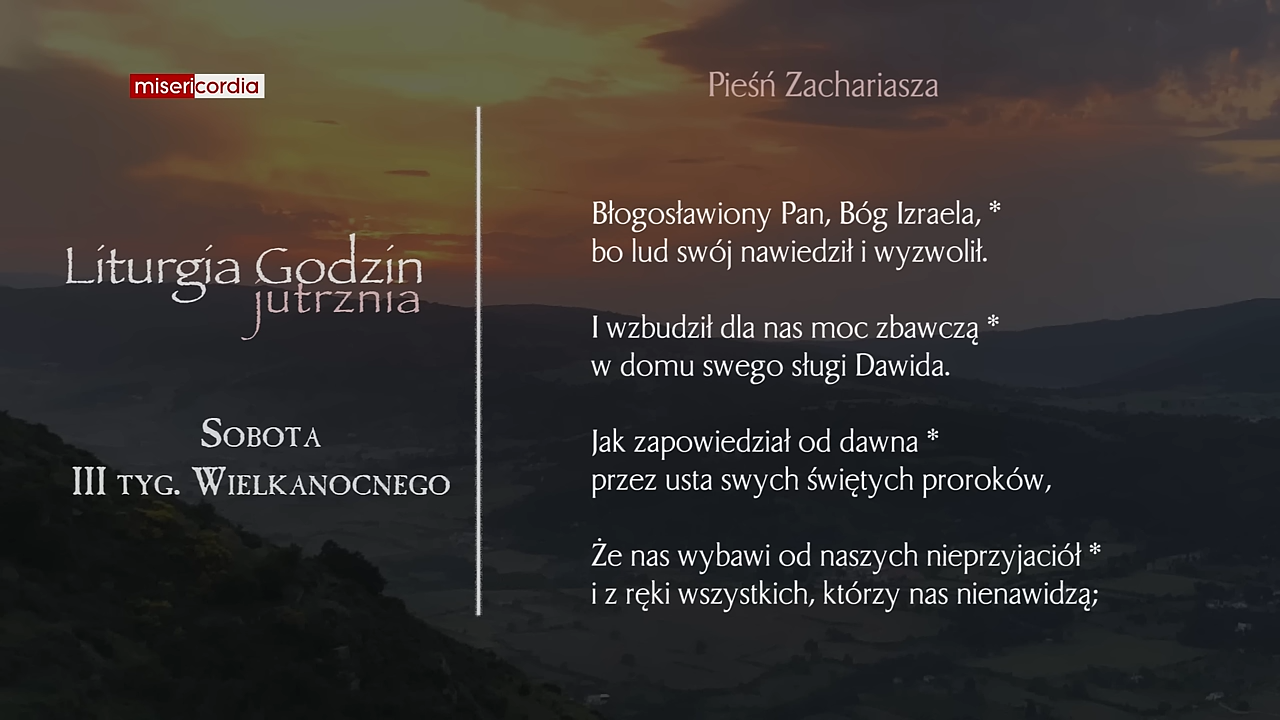 misericordia
Pieśń Zachariasza
Liturgia Godzin
jutrznia
Sobota
III tyg. Wielkanocnego
Błogosławiony Pan, Bóg Izraela, *
bo lud swój nawiedził i wyzwolił.
I wzbudził dla nas moc zbawczą *
w domu swego sługi Dawida.
Jak zapowiedział od dawna *
przez usta swych świętych proroków,
Że nas wybawi od naszych nieprzyjaciół *
i z ręki wszystkich, którzy nas nienawidzą;